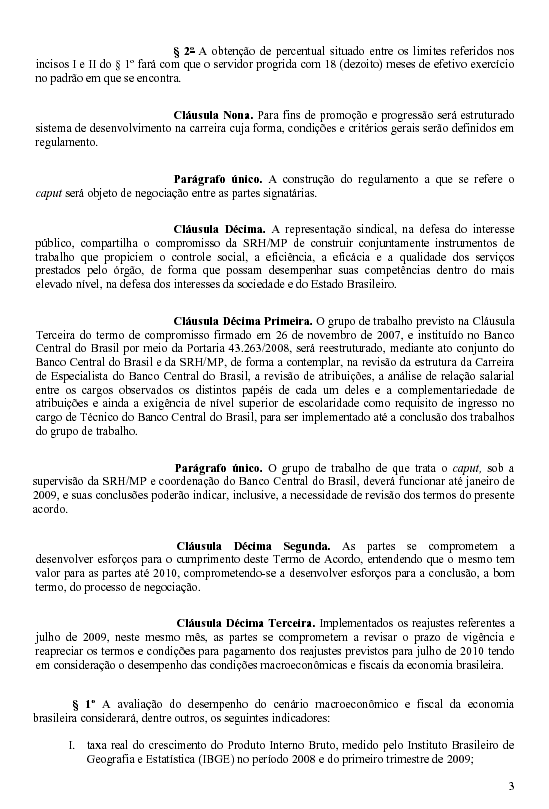 § 2º A obtenção de percentual situado entre os limites referidos nos
incisos I e II do § 1º fará com que o servidor progrida com 18 (dezoito) meses de efetivo exercício
no padrão em que se encontra.
Cláusula Nona. Para fins de promoção e progressão será estruturado
sistema de desenvolvimento na carreira cuja forma, condições e critérios gerais serão definidos em
regulamento.
Parágrafo único. A construção do regulamento a que se refere o
caput será objeto de negociação entre as partes signatárias.
Cláusula Décima. A representação sindical, na defesa do interesse
público, compartilha o compromisso da SRH/MP de construir conjuntamente instrumentos de
trabalho que propiciem o controle social, a eficiência, a eficácia e a qualidade dos serviços
prestados pelo órgão, de forma que possam desempenhar suas competências dentro do mais
elevado nível, na defesa dos interesses da sociedade e do Estado Brasileiro.
Cláusula Décima Primeira. O grupo de trabalho previsto na Cláusula
Terceira do termo de compromisso firmado em 26 de novembro de 2007, e instituído no Banco
Central do Brasil por meio da Portaria 43.263/2008, será reestruturado, mediante ato conjunto do
Banco Central do Brasil e da SRH/MP, de forma a contemplar, na revisão da estrutura da Carreira
de Especialista do Banco Central do Brasil, a revisão de atribuições, a análise de relação salarial
entre os cargos observados os distintos papéis de cada um deles e a complementariedade de
atribuições e ainda a exigência de nível superior de escolaridade como requisito de ingresso no
cargo de Técnico do Banco Central do Brasil, para ser implementado até a conclusão dos trabalhos
do grupo de trabalho.
Parágrafo único. O grupo de trabalho de que trata o caput, sob a
supervisão da SRH/MP e coordenação do Banco Central do Brasil, deverá funcionar até janeiro de
2009, e suas conclusões poderão indicar, inclusive, a necessidade de revisão dos termos do presente
acordo.
Cláusula Décima Segunda. As partes se comprometem a
desenvolver esforços para o cumprimento deste Termo de Acordo, entendendo que o mesmo tem
valor para as partes até 2010, comprometendo-se a desenvolver esforços para a conclusão, a bom
termo, do processo de negociação.
Cláusula Décima Terceira. Implementados os reajustes referentes a
julho de 2009, neste mesmo mês, as partes se comprometem a revisar o prazo de vigência e
reapreciar os termos e condições para pagamento dos reajustes previstos para julho de 2010 tendo
em consideração o desempenho das condições macroeconômicas e fiscais da economia brasileira.
§ 1º A avaliação do desempenho do cenário macroeconômico e fiscal da economia
brasileira considerará, dentre outros, os seguintes indicadores:
I. taxa real do crescimento do Produto Interno Bruto, medido pelo Instituto Brasileiro de
Geografia e Estatística (IBGE) no período 2008 e do primeiro trimestre de 2009;
3